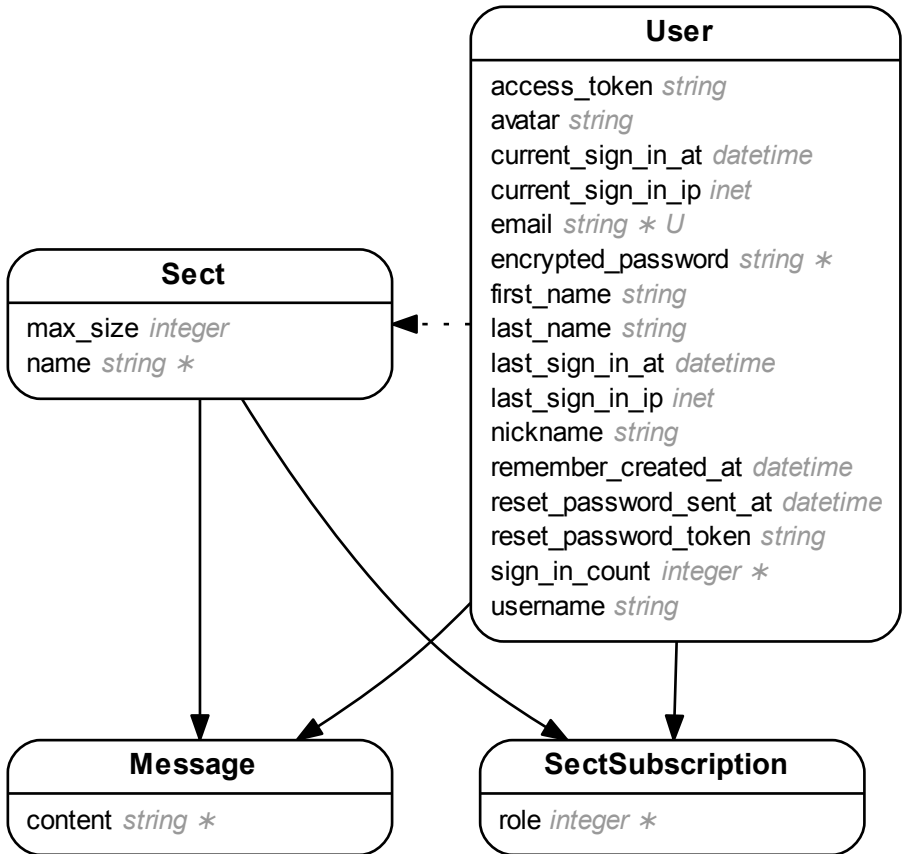 User
access_token string
avatar string
current_sign_in_at datetime
current_sign_in_ip inet
email string ∗ U
encrypted_password string ∗
first_name string
last_name string
last_sign_in_at datetime
last_sign_in_ip inet
nickname string
remember_created_at datetime
reset_password_sent_at datetime
reset_password_token string
sign_in_count integer ∗
username string
Sect
max_size integer
name string ∗
Message
content string ∗
SectSubscription
role integer ∗